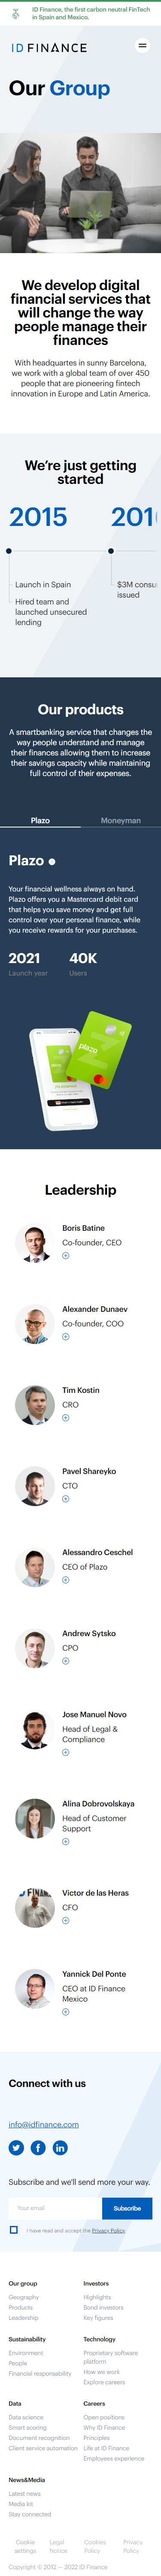 ID Finance, the first carbon neutral FinTech
in Spain and Mexico.
ID FINANCE
Our Group
We develop digital
financial services that
will change the way
people manage their
finances
With headquartes in sunny Barcelona,
we work with a global team of over 450
people that are pioneering fintech
innovation in Europe and Latin America.
We're just getting
started
2015
201
Launch in Spain
Hired team and
launched unsecured
lending
$3M consu
issued
Our products
A smartbanking service that changes the
way people understand and manage
their finances allowing them to increase
their savings capacity while maintaining
full control of their expenses.
Plazo
Moneyman
Plazo
Your financial wellness always on hand.
Plazo offers you a Mastercard debit card
that helps you save money and get full
control over your personal finance, while
you receive rewards for your purchases.
2021
40K
Launch year
Users
plazo
Leadership
Boris Batine
Co-founder, CEO
Alexander Dunaev
Co-founder, COO
Tim Kostin
CRO
Pavel Shareyko
CTO
Alessandro Ceschel
CEO of Plazo
Andrew Sytsko
CPO
Jose Manuel Novo
Head of Legal &
Compliance
Alina Dobrovolskaya
Head of Customer
Support
Victor de las Heras
CFO
Yannick Del Ponte
CEO at ID Finance
Mexico
Connect with us
info@idfinance.com
Subscribe and we'll send more your way.
Your email
Subscribe
I have read and accept the Privacy Policy
Our group
Geography
Products
Leadership
Investors
Highlights
Bond investors
Key figures
Sustainability
Environment
People
Financial responsability
Technology
Proprietary software
platform
How we work
Explore careers
Data
Data science
Smart scoring
Document recognition
Client service automation
Careers
Open positions
Why ID Finance
Principles
Life at ID Finance
Employees experience
News&Media
Latest news
Media kit
Stay connected
Cookie
settings
Legal
Notice
Cookies
Policy
Privacy
Policy
Copyright © 2012 — 2022 ID Finance